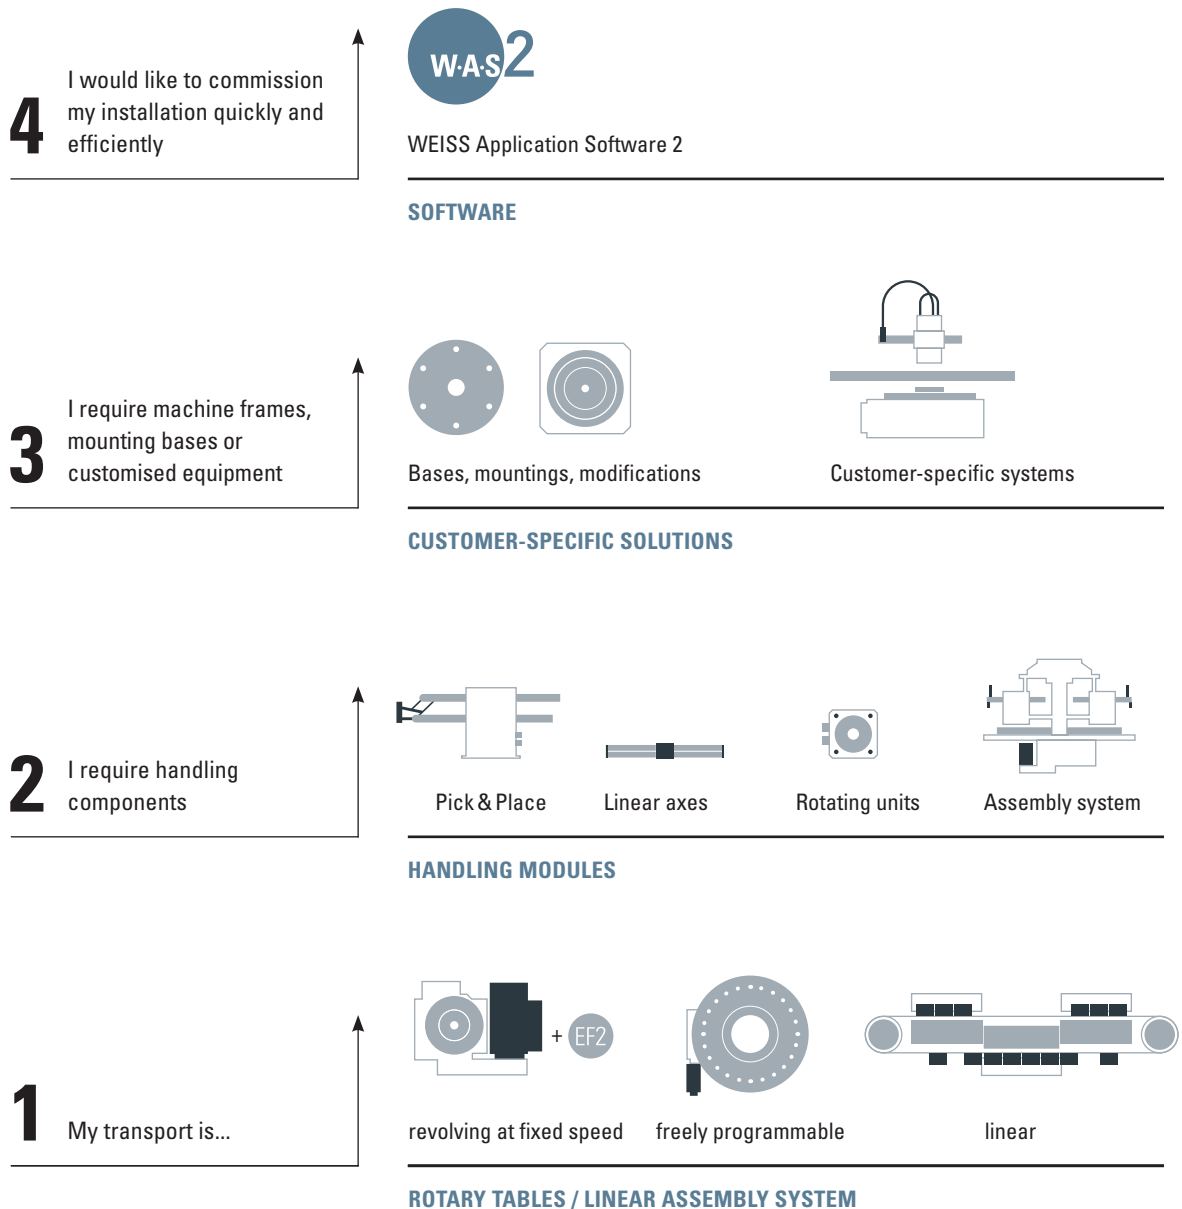 W·A·S 2
4
I would like to commission
my installation quickly and
efficiently
WEISS Application Software 2
SOFTWARE
3
I require machine frames,
mounting bases or
customised equipment
Bases, mountings, modifications
Customer-specific systems
CUSTOMER-SPECIFIC SOLUTIONS
2
I require handling
components
Pick & Place
Linear axes
Rotating units
Assembly system
HANDLING MODULES
+ EF2
1
My transport is...
revolving at fixed speed
freely programmable
linear
ROTARY TABLES / LINEAR ASSEMBLY SYSTEM